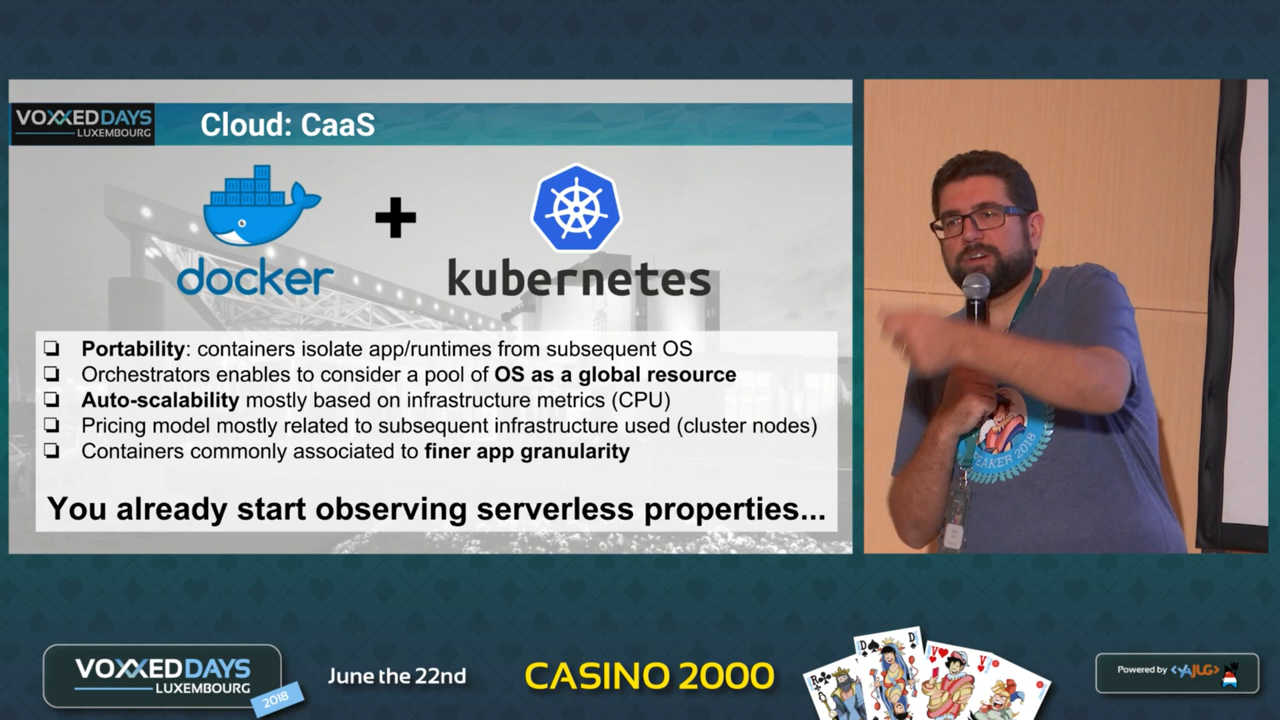 VOXXEDDAYS
LUXEMBOURG
Cloud: CaaS
docker
+
kubernetes
❏ Portability: containers isolate app/runtimes from subsequent OS
❏ Orchestrators enables to consider a pool of OS as a global resource
❏ Auto-scalability mostly based on infrastructure metrics (CPU)
❏ Pricing model mostly related to subsequent infrastructure used (cluster nodes)
❏ Containers commonly associated to finer app granularity
You already start observing serverless properties...
EAKER 2018
VOXXEDDAYS
LUXEMBOURG
2018
June the 22nd
CASINO 2000
R
D
D
V
V
Powered by <YAJUG>